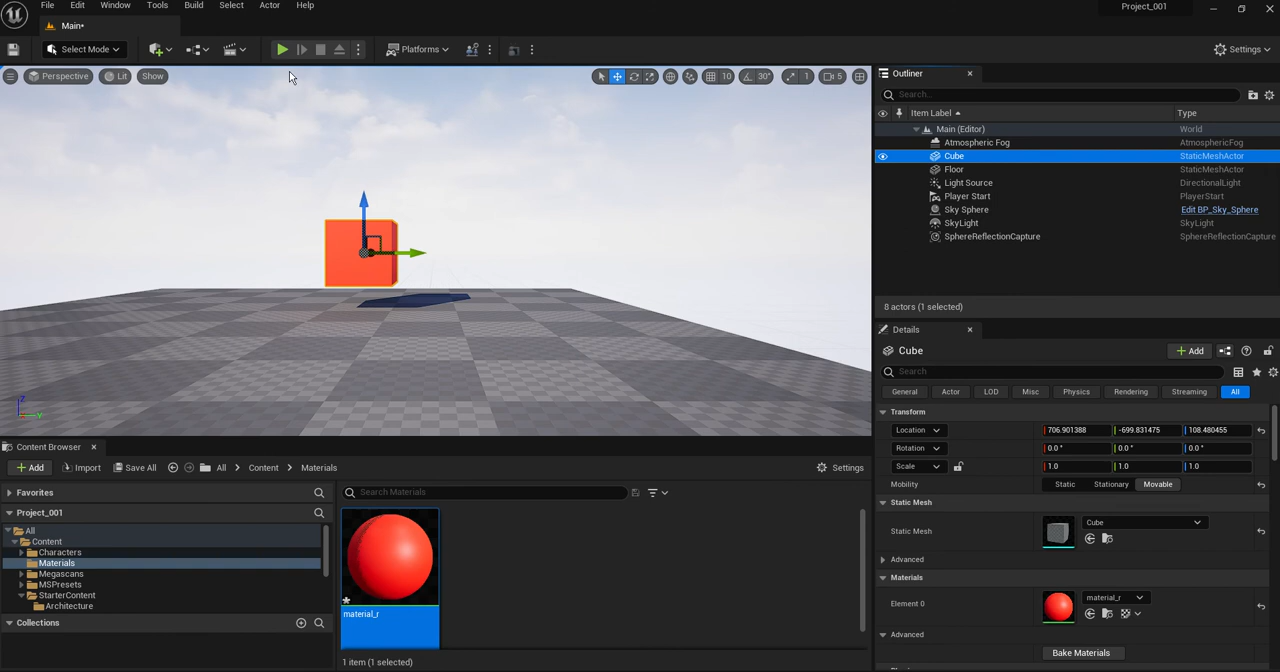 File Edit Window Tools Build Select Actor Help
Project_001
Main•
Select Mode
Platforms
Settings
Perspective Lit Show
10 30° 1 5
Outliner
Search...
Item Label Type
Main (Editor) World
Atmospheric Fog AtmosphericFog
Cube StaticMeshActor
Floor StaticMeshActor
Light Source DirectionalLight
Player Start PlayerStart
Sky Sphere Edit BP_Sky_Sphere
SkyLight SkyLight
SphereReflectionCapture SphereReflectionCapture
8 actors (1 selected)
Details
Cube
+ Add
Search
General Actor LOD Misc Physics Rendering Streaming All
Transform
Location 706.901388 -699.831475 108.480455
Rotation 0.0 ° 0.0 ° 0.0 °
Scale 1.0 1.0 1.0
Mobility Static Stationary Movable
Static Mesh
Static Mesh Cube
Advanced
Materials
Element 0 material_r
Advanced
Bake Materials
Z
Y
Content Browser
+ Add Import Save All All Content Materials Settings
Favorites
Project_001
All
Content
Characters
Materials
Megascans
MSPresets
StarterContent
Architecture
Collections
Search Materials
material_r
1 item (1 selected)